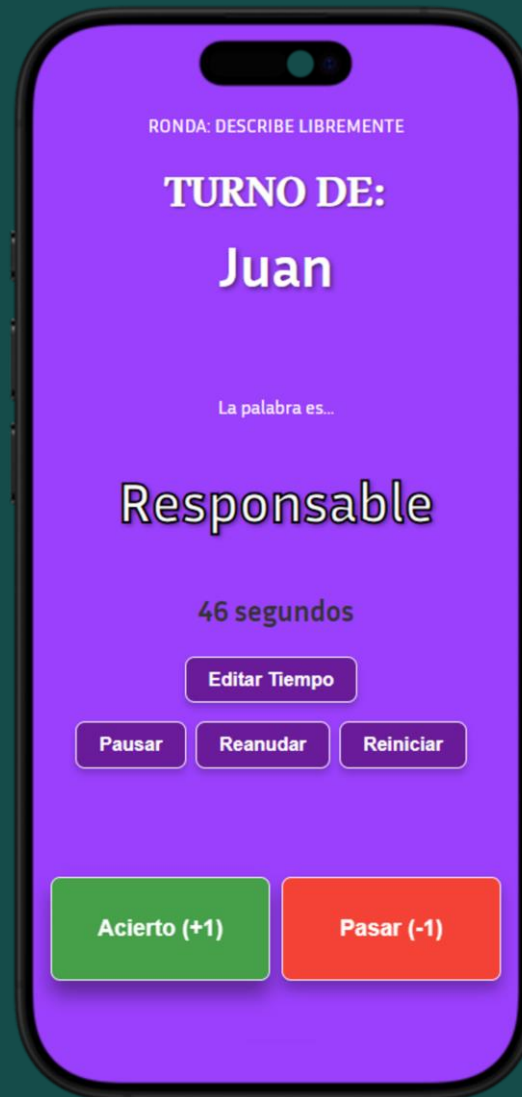 RONDA: DESCRIBE LIBREMENTE
TURNO DE:
Juan
La palabra es...
Responsable
46 segundos
Editar Tiempo
Pausar Reanudar Reiniciar
Acierto (+1) Pasar (-1)